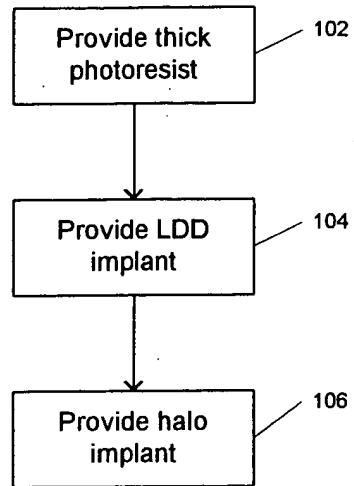 Provide thick
photoresist
102
Provide LDD
implant
104
Provide halo
implant
106